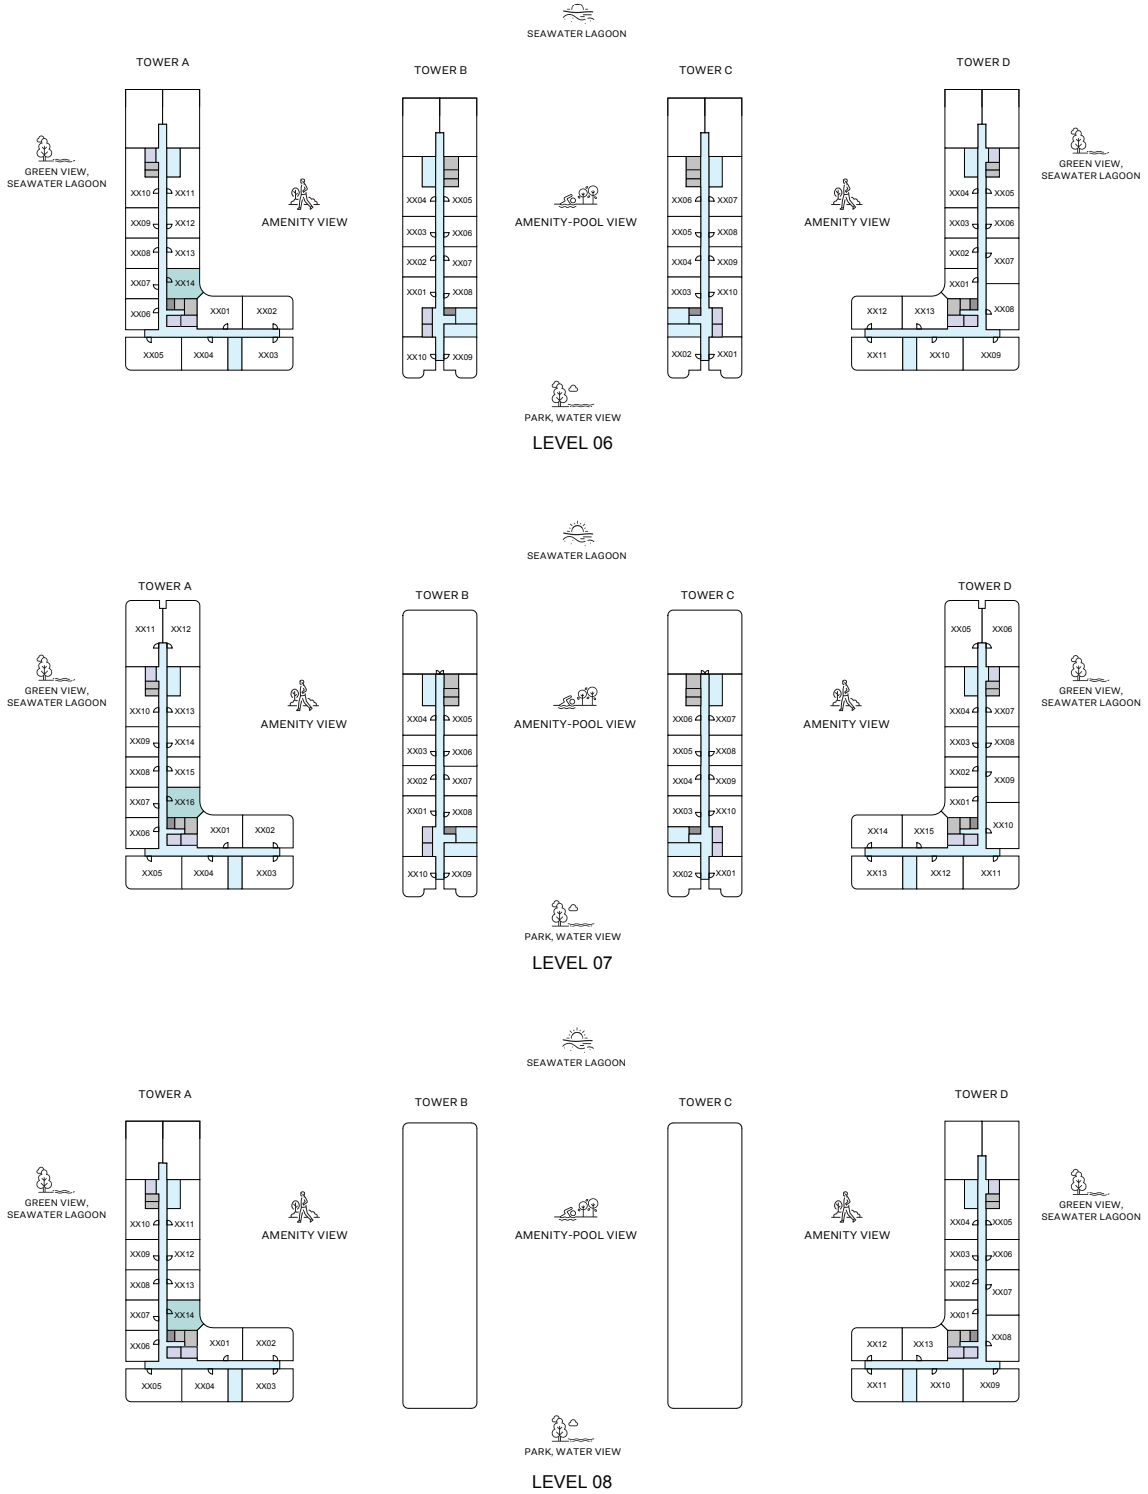 SEAWATER LAGOON
TOWER A
TOWER B
TOWER C
TOWER D
GREEN VIEW,
SEAWATER LAGOON
AMENITY VIEW
AMENITY-POOL VIEW
AMENITY VIEW
GREEN VIEW,
SEAWATER LAGOON
XX10 XX11
XX09 XX12
XX08 XX13
XX07 XX14
XX06 XX01 XX02
XX05 XX04 XX03
XX04 XX05
XX03 XX06
XX02 XX07
XX01 XX08
XX10 XX09
XX06 XX07
XX05 XX08
XX04 XX09
XX03 XX10
XX02 XX01
XX04 XX05
XX03 XX06
XX02 XX07
XX01
XX12 XX13 XX08
XX11 XX10 XX09
PARK, WATER VIEW
LEVEL 06
SEAWATER LAGOON
TOWER A
TOWER B
TOWER C
TOWER D
GREEN VIEW,
SEAWATER LAGOON
AMENITY VIEW
AMENITY-POOL VIEW
AMENITY VIEW
GREEN VIEW,
SEAWATER LAGOON
XX11 XX12
XX10 XX13
XX09 XX14
XX08 XX15
XX07 XX16
XX06 XX01 XX02
XX05 XX04 XX03
XX04 XX05
XX03 XX06
XX02 XX07
XX01 XX08
XX10 XX09
XX06 XX07
XX05 XX08
XX04 XX09
XX03 XX10
XX02 XX01
XX05 XX06
XX04 XX07
XX03 XX08
XX02 XX09
XX01
XX14 XX15 XX10
XX13 XX12 XX11
PARK, WATER VIEW
LEVEL 07
SEAWATER LAGOON
TOWER A
TOWER B
TOWER C
TOWER D
GREEN VIEW,
SEAWATER LAGOON
AMENITY VIEW
AMENITY-POOL VIEW
AMENITY VIEW
GREEN VIEW,
SEAWATER LAGOON
XX10 XX11
XX09 XX12
XX08 XX13
XX07 XX14
XX06 XX01 XX02
XX05 XX04 XX03
XX04 XX05
XX03 XX06
XX02 XX07
XX01
XX12 XX13 XX08
XX11 XX10 XX09
PARK, WATER VIEW
LEVEL 08